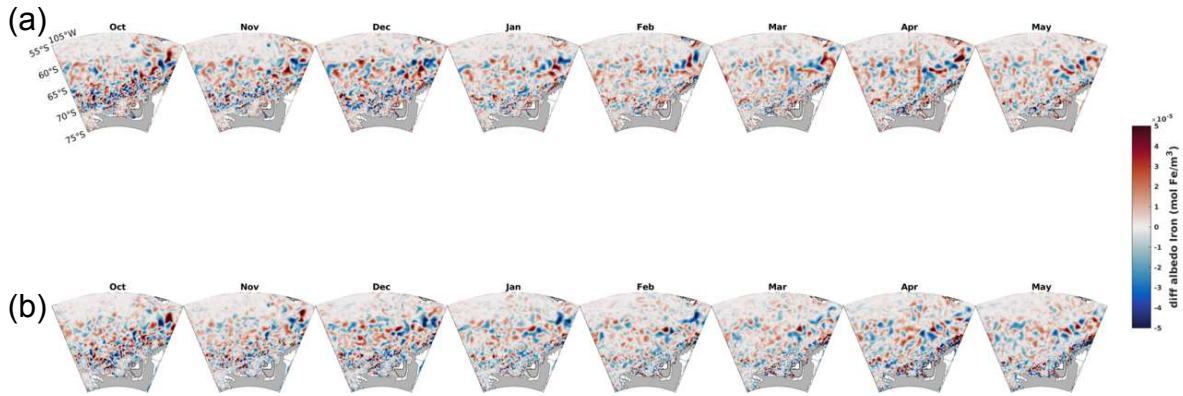 (a)
Oct Nov Dec Jan Feb Mar Apr May
105°W
55°S
60°S
65°S
70°S
75°S
×10⁻⁵
5
4
3
2
1
0
-1
-2
-3
-4
-5
diff albedo Iron (mol Fe/m³)
(b)
Oct Nov Dec Jan Feb Mar Apr May